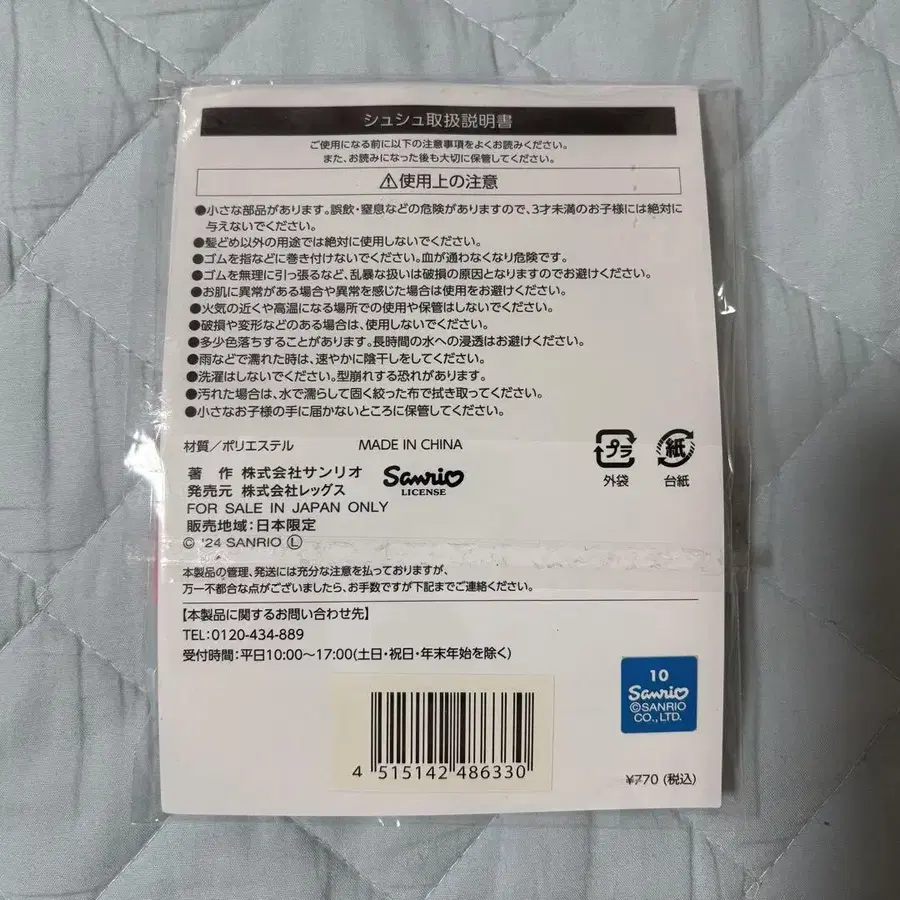 シュシュ取扱説明書
ご使用になる前に以下の注意事項をよくお読みください。
また、お読みになった後も大切に保管してください。
⚠使用上の注意
●小さな部品があります。誤飲・窒息などの危険がありますので、3才未満のお子様には絶対に
与えないでください。
●髪どめ以外の用途では絶対に使用しないでください。
●ゴムを指などに巻き付けないでください。血が通わなくなり危険です。
●ゴムを無理に引っ張るなど、乱暴な扱いは破損の原因となりますのでお避けください。
●お肌に異常がある場合や異常を感じた場合は使用をお避けください。
●火気の近くや高温になる場所での使用や保管はしないでください。
●破損や変形などのある場合は、使用しないでください。
●多少色落ちすることがあります。長時間の水への浸透はお避けください。
●雨などで濡れた時は、速やかに陰干しをしてください。
●洗濯はしないでください。型崩れする恐れがあります。
●汚れた場合は、水で濡らして固く絞った布で拭き取ってください。
●小さなお子様の手に届かないところに保管してください。
材質／ポリエステル MADE IN CHINA
プラ 紙
外袋 台紙
著 作 株式会社サンリオ
発売元 株式会社レッグス
Sanrio
LICENSE
FOR SALE IN JAPAN ONLY
販売地域:日本限定
© '24 SANRIO Ⓛ
本製品の管理、発送には充分な注意を払っておりますが、
万一不都合な点がございましたら、お手数ですが下記までご連絡ください。
【本製品に関するお問い合わせ先】
TEL:0120-434-889
受付時間:平日10:00～17:00(土日・祝日・年末年始を除く)
10
Sanrio
©SANRIO
CO.,LTD.
4 515142 486330
¥770 (税込)